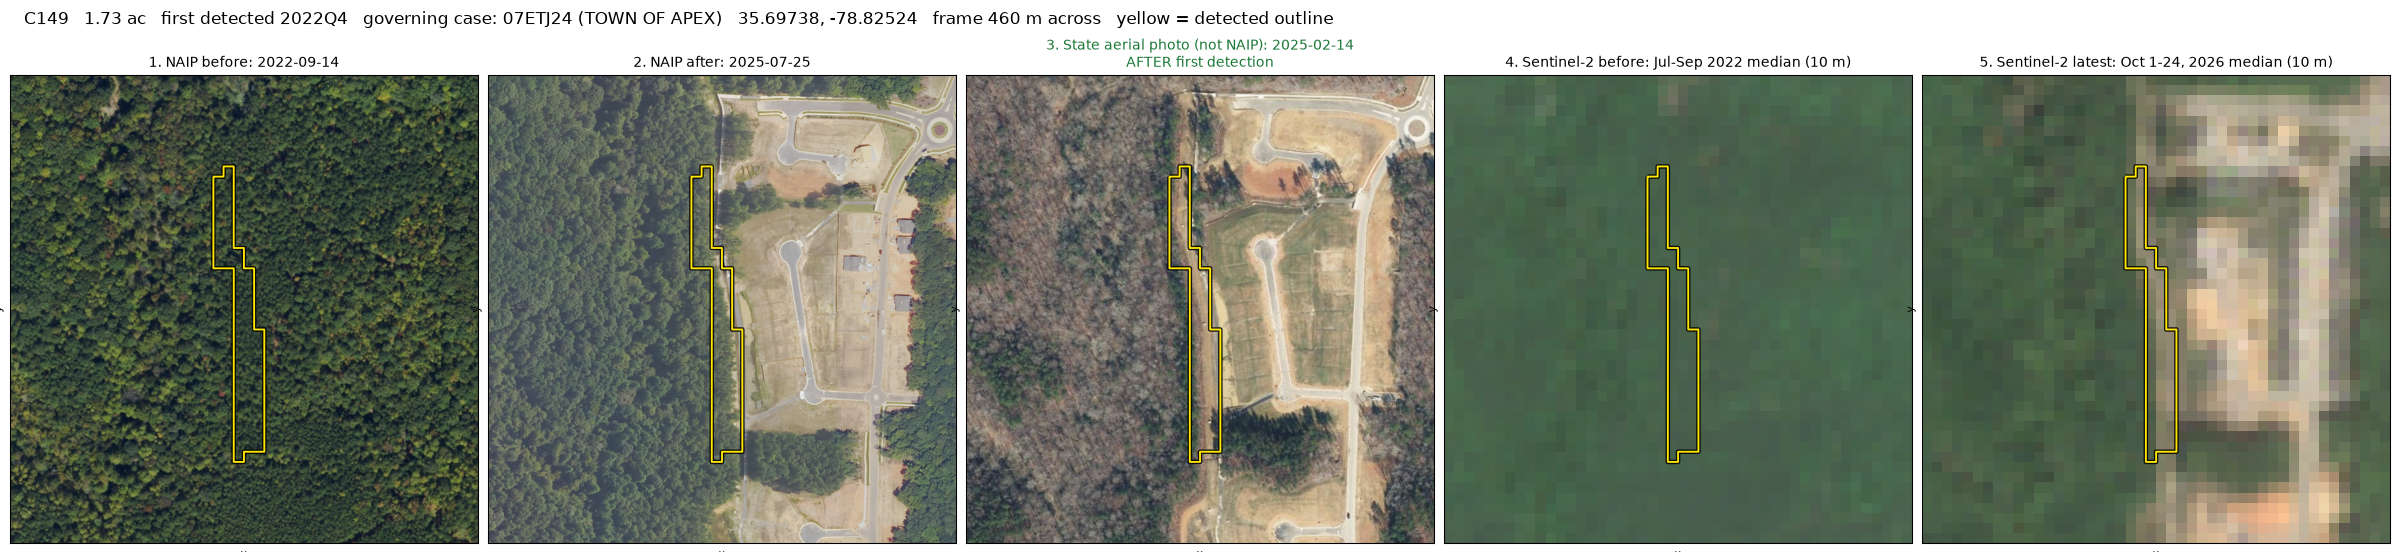 C149   1.73 ac   first detected 2022Q4   governing case: 07ETJ24 (TOWN OF APEX)   35.69738, -78.82524   frame 460 m across   yellow = detected outline
1. NAIP before: 2022-09-14
2. NAIP after: 2025-07-25
3. State aerial photo (not NAIP): 2025-02-14
AFTER first detection
4. Sentinel-2 before: Jul-Sep 2022 median (10 m)
5. Sentinel-2 latest: Oct 1-24, 2026 median (10 m)